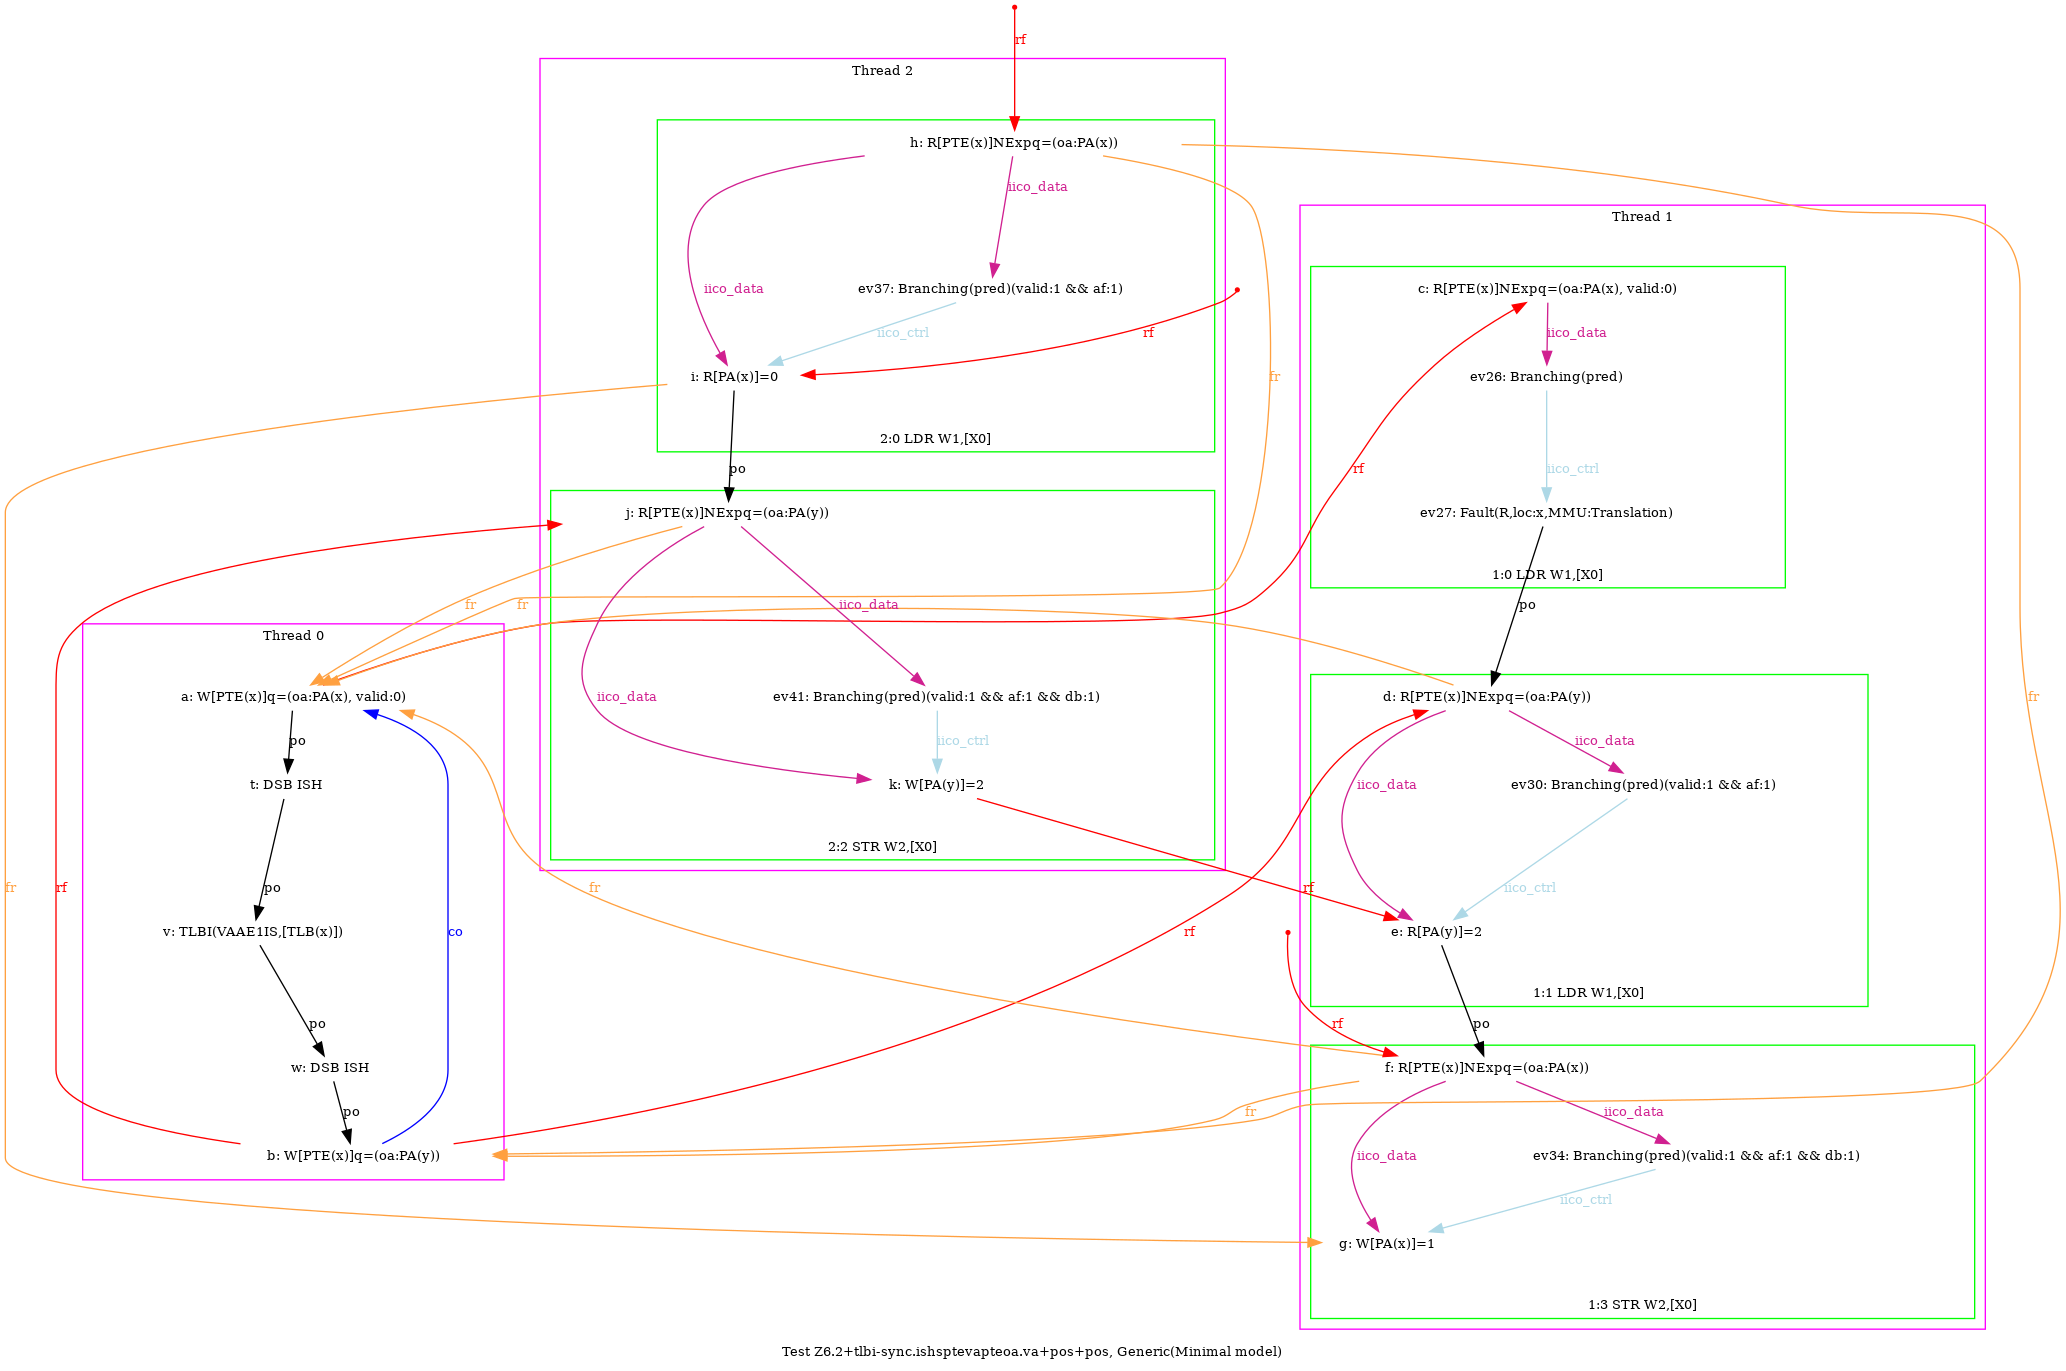 rf
Thread 2
h: R[PTE(x)]NExpq=(oa:PA(x))
iico_data
iico_data
ev37: Branching(pred)(valid:1 && af:1)
iico_ctrl
rf
i: R[PA(x)]=0
fr
2:0 LDR W1,[X0]
po
j: R[PTE(x)]NExpq=(oa:PA(y))
fr
fr
iico_data
iico_data
ev41: Branching(pred)(valid:1 && af:1 && db:1)
iico_ctrl
k: W[PA(y)]=2
2:2 STR W2,[X0]
Thread 1
c: R[PTE(x)]NExpq=(oa:PA(x), valid:0)
iico_data
ev26: Branching(pred)
rf
iico_ctrl
ev27: Fault(R,loc:x,MMU:Translation)
1:0 LDR W1,[X0]
po
d: R[PTE(x)]NExpq=(oa:PA(y))
fr
iico_data
iico_data
ev30: Branching(pred)(valid:1 && af:1)
iico_ctrl
rf
e: R[PA(y)]=2
rf
1:1 LDR W1,[X0]
rf
po
f: R[PTE(x)]NExpq=(oa:PA(x))
fr
iico_data
iico_data
ev34: Branching(pred)(valid:1 && af:1 && db:1)
iico_ctrl
g: W[PA(x)]=1
1:3 STR W2,[X0]
Thread 0
a: W[PTE(x)]q=(oa:PA(x), valid:0)
po
t: DSB ISH
fr
rf
po
fr
co
v: TLBI(VAAE1IS,[TLB(x)])
po
w: DSB ISH
po
b: W[PTE(x)]q=(oa:PA(y))
Test Z6.2+tlbi-sync.ishsptevapteoa.va+pos+pos, Generic(Minimal model)